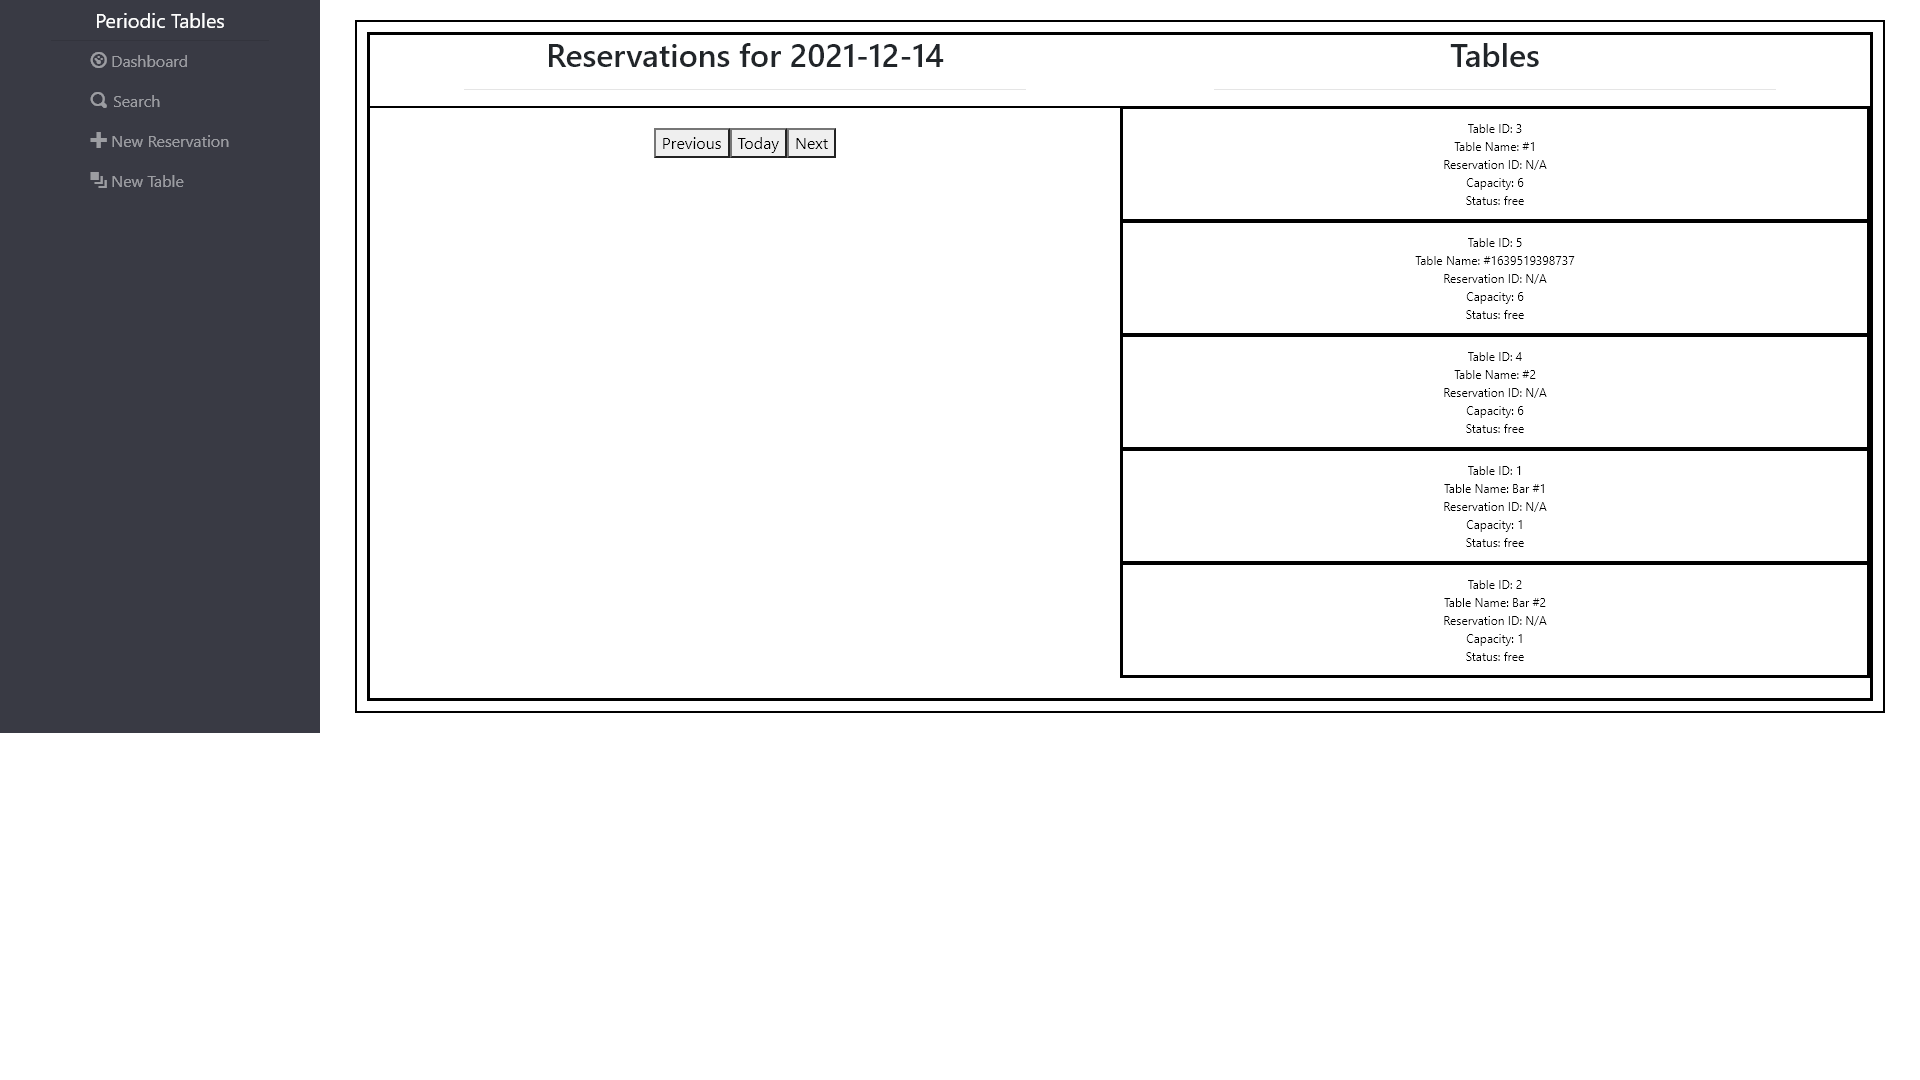 Periodic Tables
Dashboard
Search
New Reservation
New Table
Reservations for 2021-12-14
Previous Today Next
Tables
Table ID: 3
Table Name: #1
Reservation ID: N/A
Capacity: 6
Status: free
Table ID: 5
Table Name: #1639519398737
Reservation ID: N/A
Capacity: 6
Status: free
Table ID: 4
Table Name: #2
Reservation ID: N/A
Capacity: 6
Status: free
Table ID: 1
Table Name: Bar #1
Reservation ID: N/A
Capacity: 1
Status: free
Table ID: 2
Table Name: Bar #2
Reservation ID: N/A
Capacity: 1
Status: free